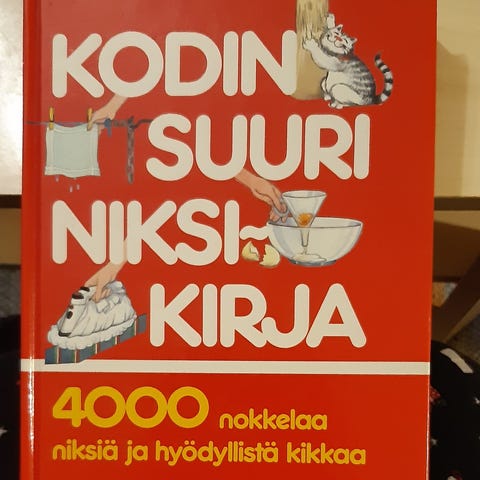 KODIN
SUURI
NIKSI-
KIRJA
4000 nokkelaa
niksiä ja hyödyllistä kikkaa